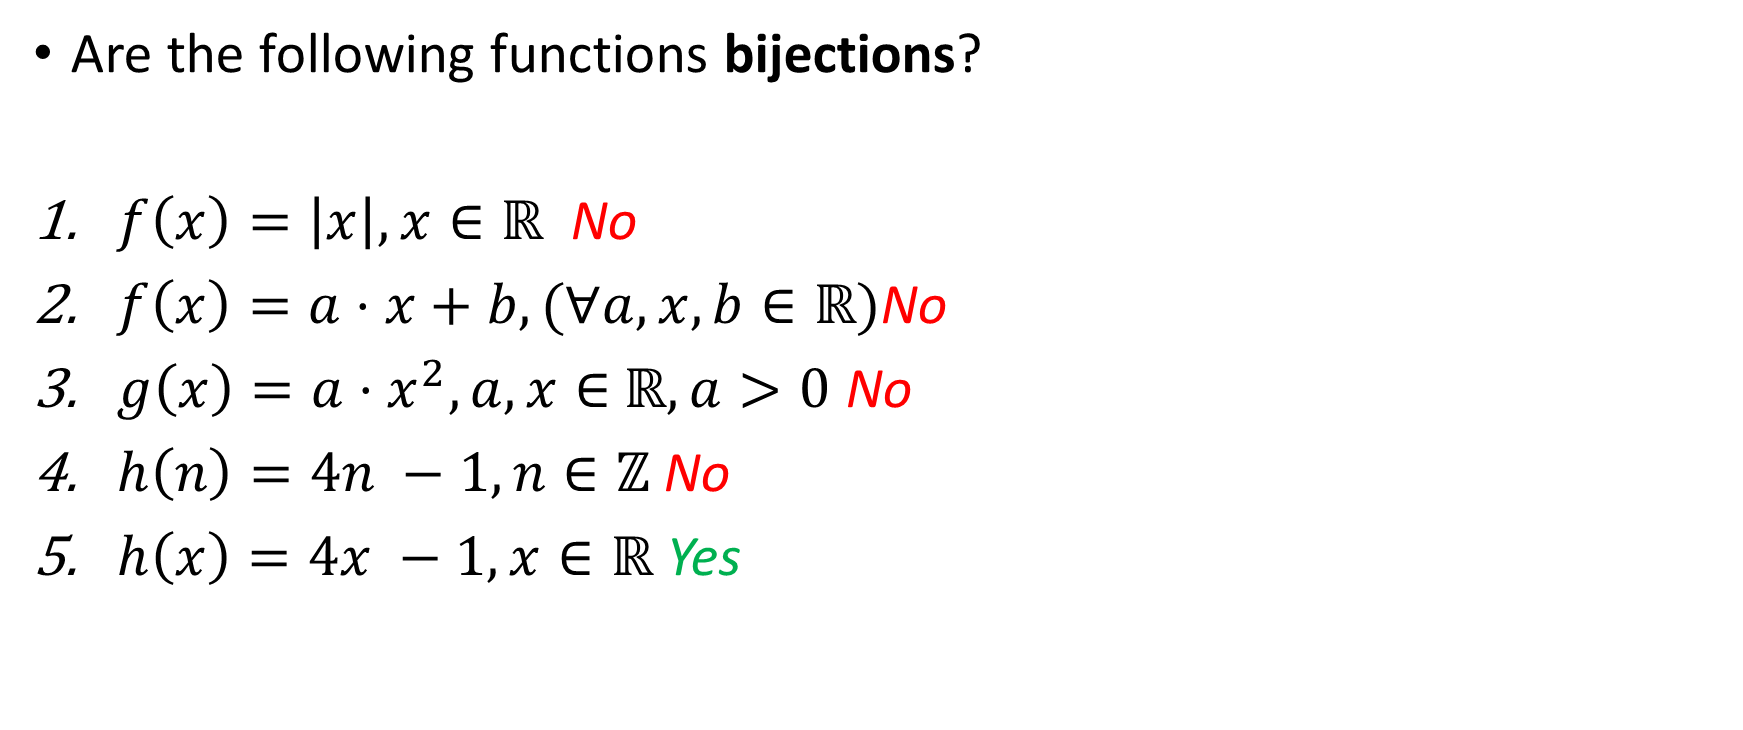 • Are the following functions bijections?
1. f(x) = |x|, x ∈ ℝ No
2. f(x) = a · x + b, (∀a, x, b ∈ ℝ)No
3. g(x) = a · x², a, x ∈ ℝ, a > 0 No
4. h(n) = 4n − 1, n ∈ ℤ No
5. h(x) = 4x − 1, x ∈ ℝ Yes